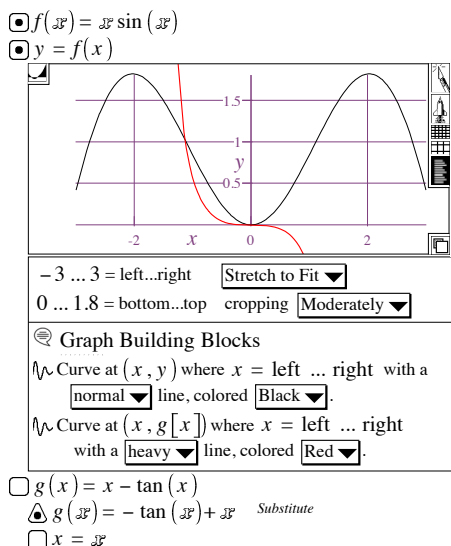 f(𝕩) = 𝕩 sin (𝕩)
y = f(x)
1.5
1
y
0.5
-2 x 0 2
−3 ... 3 = left...right Stretch to Fit
0 ... 1.8 = bottom...top cropping Moderately
Graph Building Blocks
Curve at (x , y) where x = left ... right with a
normal line, colored Black .
Curve at (x , g[x]) where x = left ... right
with a heavy line, colored Red .
g(x) = x − tan(x)
g(𝕩) = − tan(𝕩)+ 𝕩 Substitute
x = 𝕩